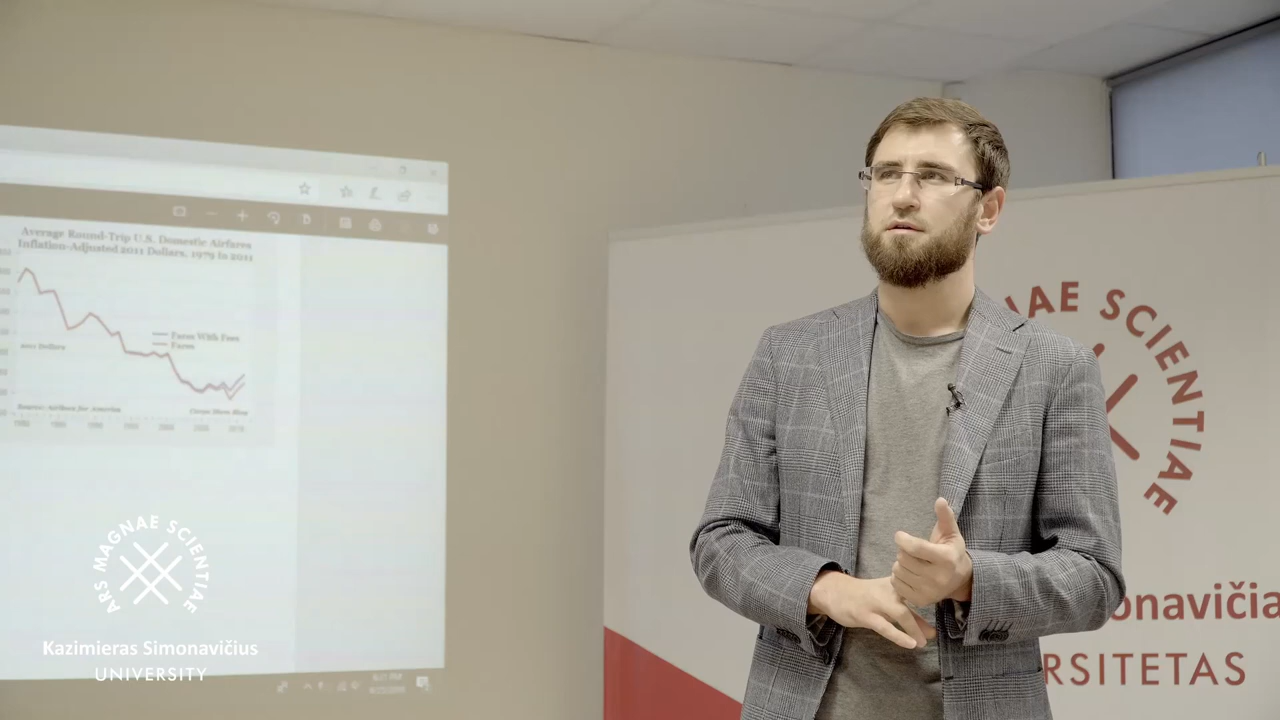 Average Round-Trip U.S. Domestic Airfares
Inflation-Adjusted 2011 Dollars, 1979 to 2011
Fares With Fees
Fares
2011 Dollars
Source: Airlines for America
ARS MAGNAE SCIENTIAE
Kazimieras Simonavičius
UNIVERSITY
NAE SCIENTIAE
onavičia
RSITETAS